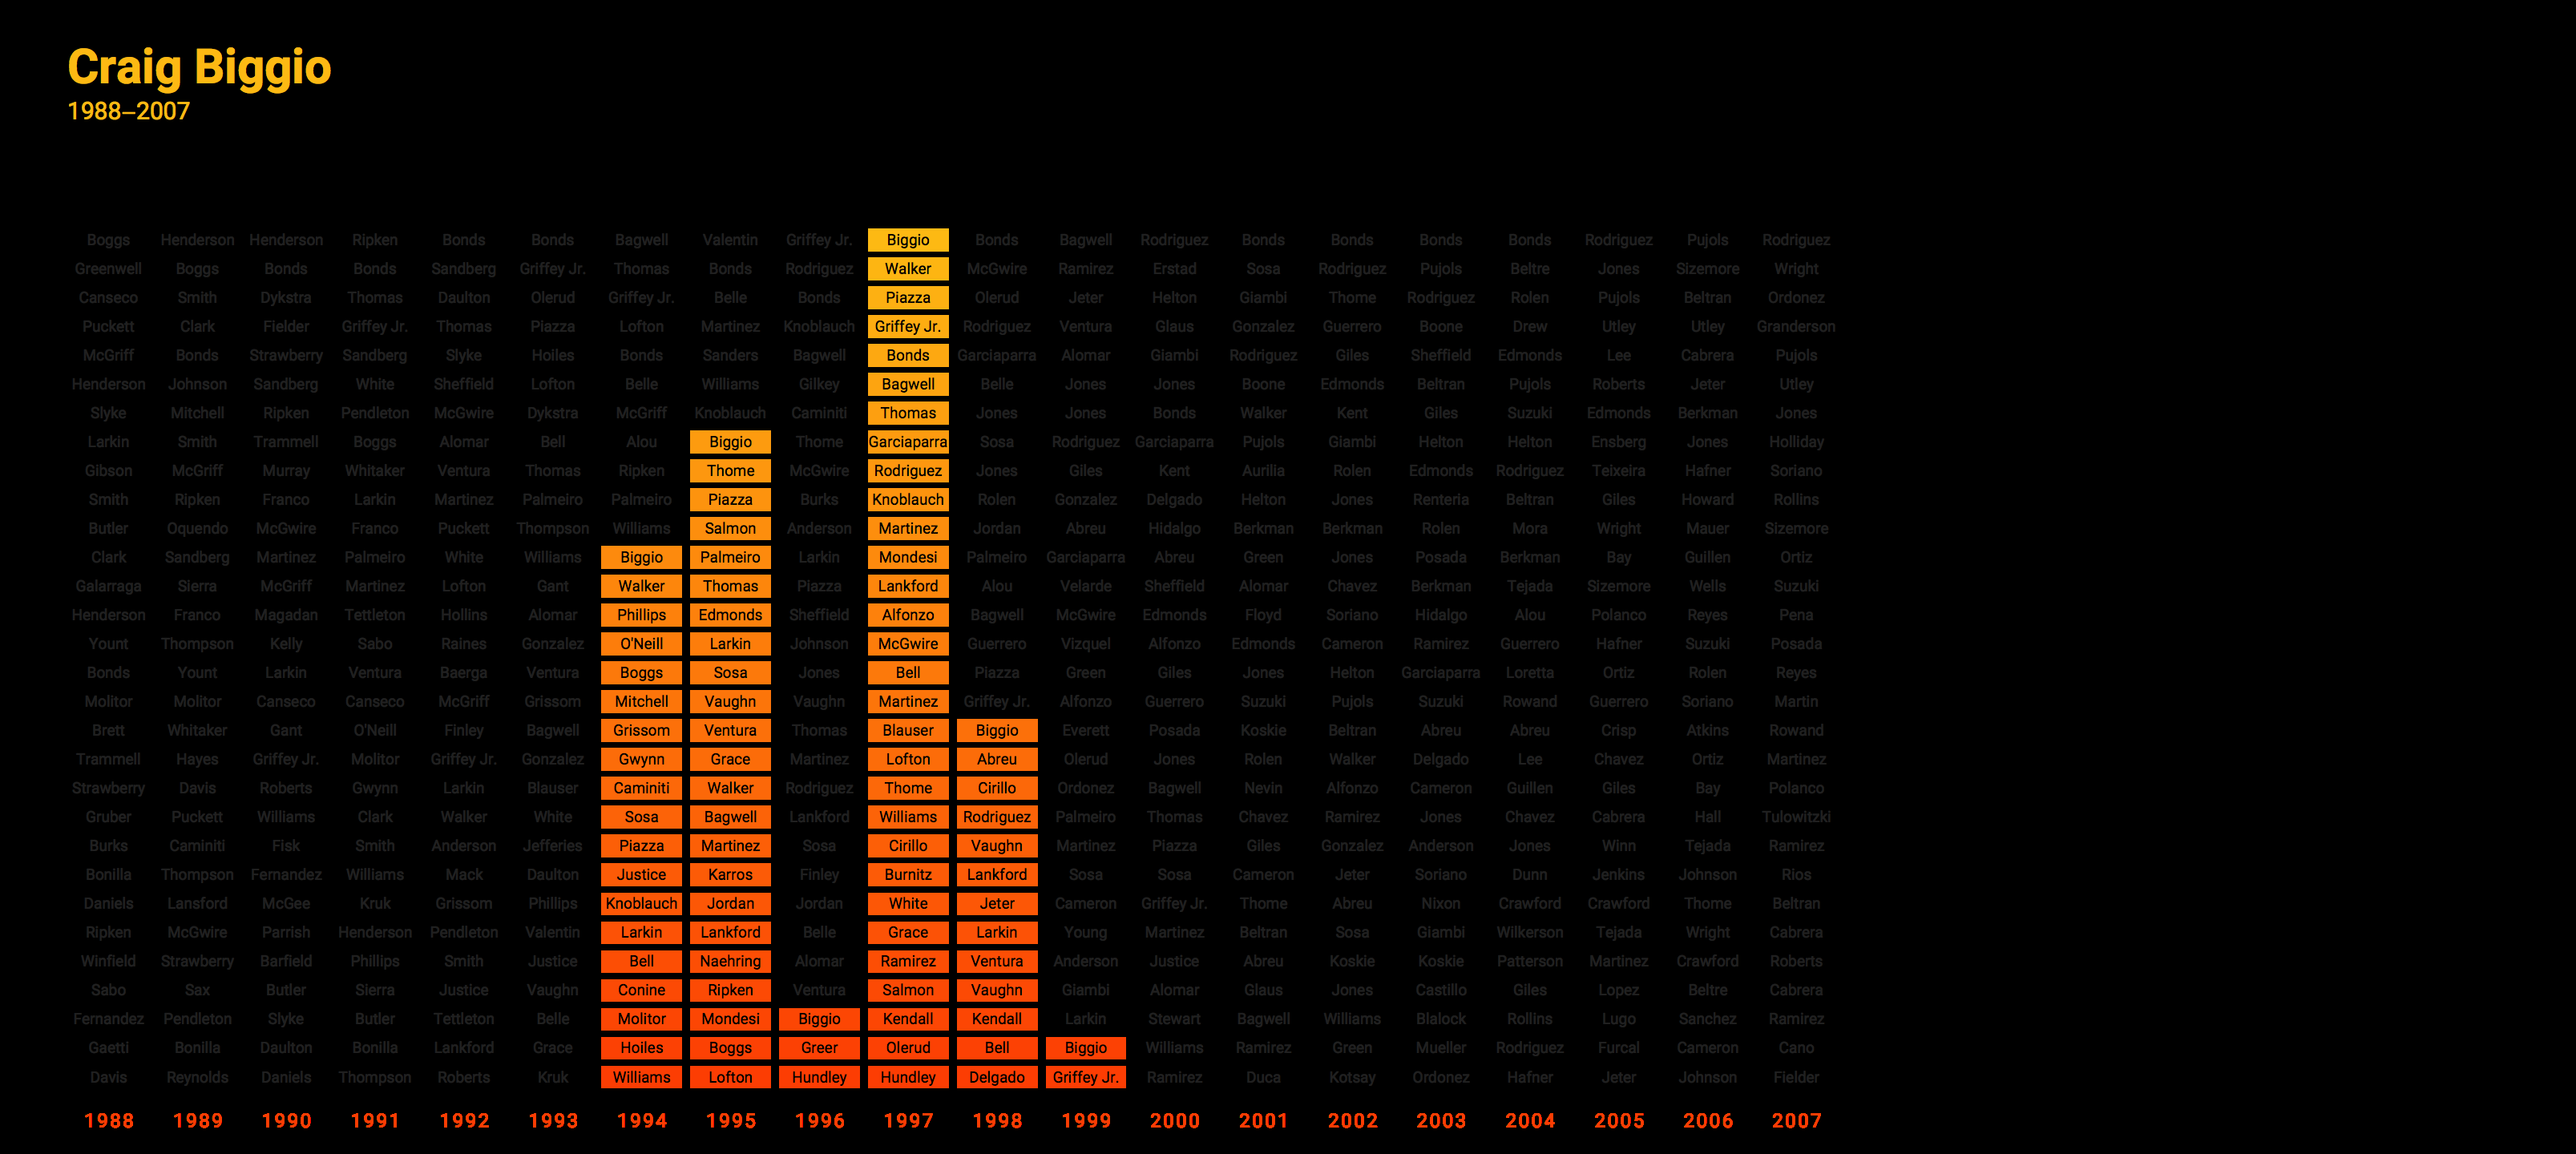 Craig Biggio
1988–2007
Boggs Henderson Henderson Ripken Bonds Bonds Bagwell Valentin Griffey Jr. Biggio Bonds Bagwell Rodriguez Bonds Bonds Bonds Bonds Rodriguez Pujols Rodriguez
Greenwell Boggs Bonds Bonds Sandberg Griffey Jr. Thomas Bonds Rodriguez Walker McGwire Ramirez Erstad Sosa Rodriguez Pujols Beltre Jones Sizemore Wright
Canseco Smith Dykstra Thomas Daulton Olerud Griffey Jr. Belle Bonds Piazza Olerud Jeter Helton Giambi Thome Rodriguez Rolen Pujols Beltran Ordonez
Puckett Clark Fielder Griffey Jr. Thomas Piazza Lofton Martinez Knoblauch Griffey Jr. Rodriguez Ventura Glaus Gonzalez Guerrero Boone Drew Utley Utley Granderson
McGriff Bonds Strawberry Sandberg Slyke Hoiles Bonds Sanders Bagwell Bonds Garciaparra Alomar Giambi Rodriguez Giles Sheffield Edmonds Lee Cabrera Pujols
Henderson Johnson Sandberg White Sheffield Lofton Belle Williams Gilkey Bagwell Belle Jones Jones Boone Edmonds Beltran Pujols Roberts Jeter Utley
Slyke Mitchell Ripken Pendleton McGwire Dykstra McGriff Knoblauch Caminiti Thomas Jones Jones Bonds Walker Kent Giles Suzuki Edmonds Berkman Jones
Larkin Smith Trammell Boggs Alomar Bell Alou Biggio Thome Garciaparra Sosa Rodriguez Garciaparra Pujols Giambi Helton Helton Ensberg Jones Holliday
Gibson McGriff Murray Whitaker Ventura Thomas Ripken Thome McGwire Rodriguez Jones Giles Kent Aurilia Rolen Edmonds Rodriguez Teixeira Hafner Soriano
Smith Ripken Franco Larkin Martinez Palmeiro Palmeiro Piazza Burks Knoblauch Rolen Gonzalez Delgado Helton Jones Renteria Beltran Giles Howard Rollins
Butler Oquendo McGwire Franco Puckett Thompson Williams Salmon Anderson Martinez Jordan Abreu Hidalgo Berkman Berkman Rolen Mora Wright Mauer Sizemore
Clark Sandberg Martinez Palmeiro White Williams Biggio Palmeiro Larkin Mondesi Palmeiro Garciaparra Abreu Green Jones Posada Berkman Bay Guillen Ortiz
Galarraga Sierra McGriff Martinez Lofton Gant Walker Thomas Piazza Lankford Alou Velarde Sheffield Alomar Chavez Berkman Tejada Sizemore Wells Suzuki
Henderson Franco Magadan Tettleton Hollins Alomar Phillips Edmonds Sheffield Alfonzo Bagwell McGwire Edmonds Floyd Soriano Hidalgo Alou Polanco Reyes Pena
Yount Thompson Kelly Sabo Raines Gonzalez O'Neill Larkin Johnson McGwire Guerrero Vizquel Alfonzo Edmonds Cameron Ramirez Guerrero Hafner Suzuki Posada
Bonds Yount Larkin Ventura Baerga Ventura Boggs Sosa Jones Bell Piazza Green Giles Jones Helton Garciaparra Loretta Ortiz Rolen Reyes
Molitor Molitor Canseco Canseco McGriff Grissom Mitchell Vaughn Vaughn Martinez Griffey Jr. Alfonzo Guerrero Suzuki Pujols Suzuki Rowand Guerrero Soriano Martin
Brett Whitaker Gant O'Neill Finley Bagwell Grissom Ventura Thomas Blauser Biggio Everett Posada Koskie Beltran Abreu Abreu Crisp Atkins Rowand
Trammell Hayes Griffey Jr. Molitor Griffey Jr. Gonzalez Gwynn Grace Martinez Lofton Abreu Olerud Jones Rolen Walker Delgado Lee Chavez Ortiz Martinez
Strawberry Davis Roberts Gwynn Larkin Blauser Caminiti Walker Rodriguez Thome Cirillo Ordonez Bagwell Nevin Alfonzo Cameron Guillen Giles Bay Polanco
Gruber Puckett Williams Clark Walker White Sosa Bagwell Lankford Williams Rodriguez Palmeiro Thomas Chavez Ramirez Jones Chavez Cabrera Hall Tulowitzki
Burks Caminiti Fisk Smith Anderson Jefferies Piazza Martinez Sosa Cirillo Vaughn Martinez Piazza Giles Gonzalez Anderson Jones Winn Tejada Ramirez
Bonilla Thompson Fernandez Williams Mack Daulton Justice Karros Finley Burnitz Lankford Sosa Sosa Cameron Jeter Soriano Dunn Jenkins Johnson Rios
Daniels Lansford McGee Kruk Grissom Phillips Knoblauch Jordan Jordan White Jeter Cameron Griffey Jr. Thome Abreu Nixon Crawford Crawford Thome Beltran
Ripken McGwire Parrish Henderson Pendleton Valentin Larkin Lankford Belle Grace Larkin Young Martinez Beltran Sosa Giambi Wilkerson Tejada Wright Cabrera
Winfield Strawberry Barfield Phillips Smith Justice Bell Naehring Alomar Ramirez Ventura Anderson Justice Abreu Koskie Koskie Patterson Martinez Crawford Roberts
Sabo Sax Butler Sierra Justice Vaughn Conine Ripken Ventura Salmon Vaughn Giambi Alomar Glaus Jones Castillo Giles Lopez Beltre Cabrera
Fernandez Pendleton Slyke Butler Tettleton Belle Molitor Mondesi Biggio Kendall Kendall Larkin Stewart Bagwell Williams Blalock Rollins Lugo Sanchez Ramirez
Gaetti Bonilla Daulton Bonilla Lankford Grace Hoiles Boggs Greer Olerud Bell Biggio Williams Ramirez Green Mueller Rodriguez Furcal Cameron Cano
Davis Reynolds Daniels Thompson Roberts Kruk Williams Lofton Hundley Hundley Delgado Griffey Jr. Ramirez Duca Kotsay Ordonez Hafner Jeter Johnson Fielder
1988 1989 1990 1991 1992 1993 1994 1995 1996 1997 1998 1999 2000 2001 2002 2003 2004 2005 2006 2007